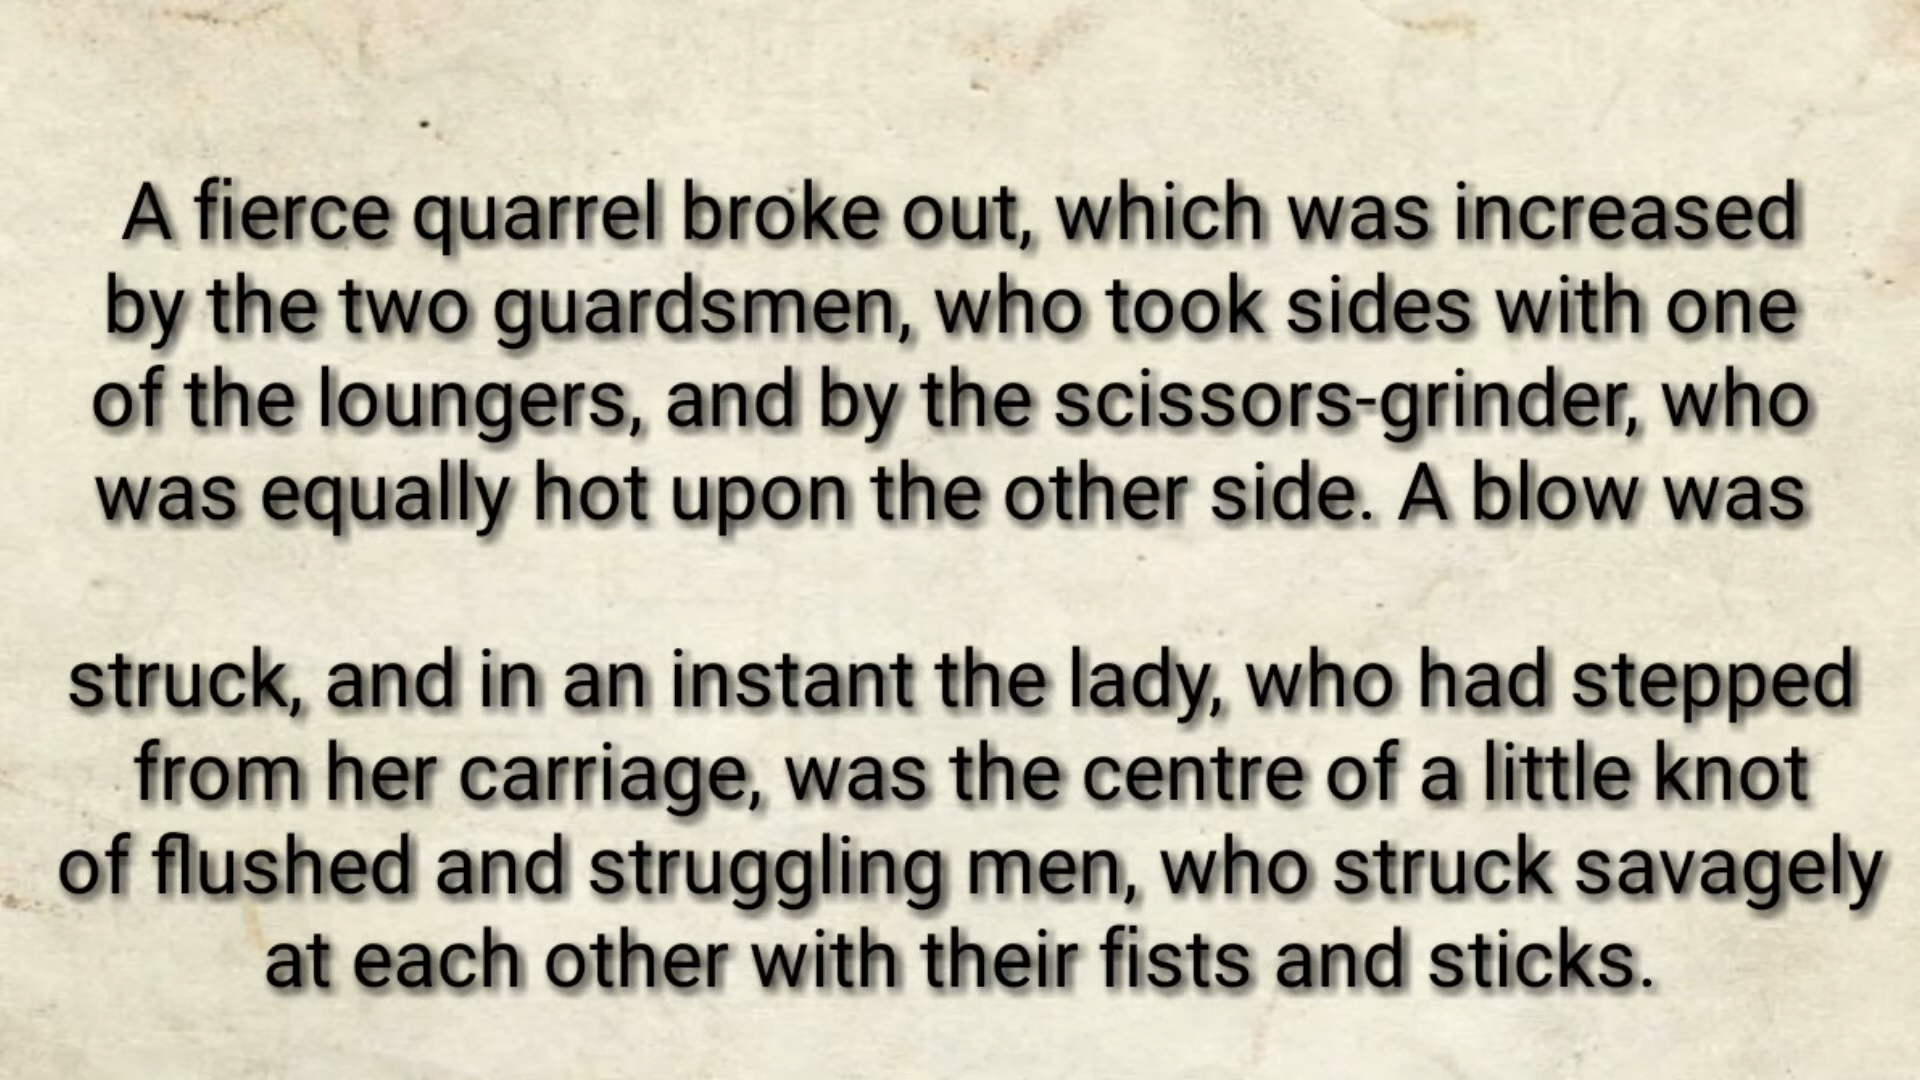 A fierce quarrel broke out, which was increased
by the two guardsmen, who took sides with one
of the loungers, and by the scissors-grinder, who
was equally hot upon the other side. A blow was
struck, and in an instant the lady, who had stepped
from her carriage, was the centre of a little knot
of flushed and struggling men, who struck savagely
at each other with their fists and sticks.